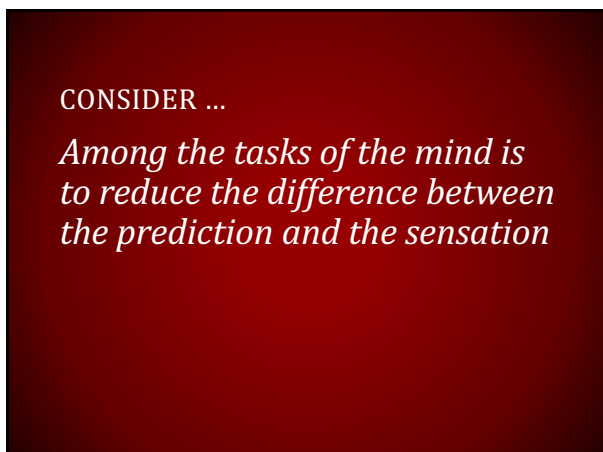 CONSIDER …
Among the tasks of the mind is
to reduce the difference between
the prediction and the sensation